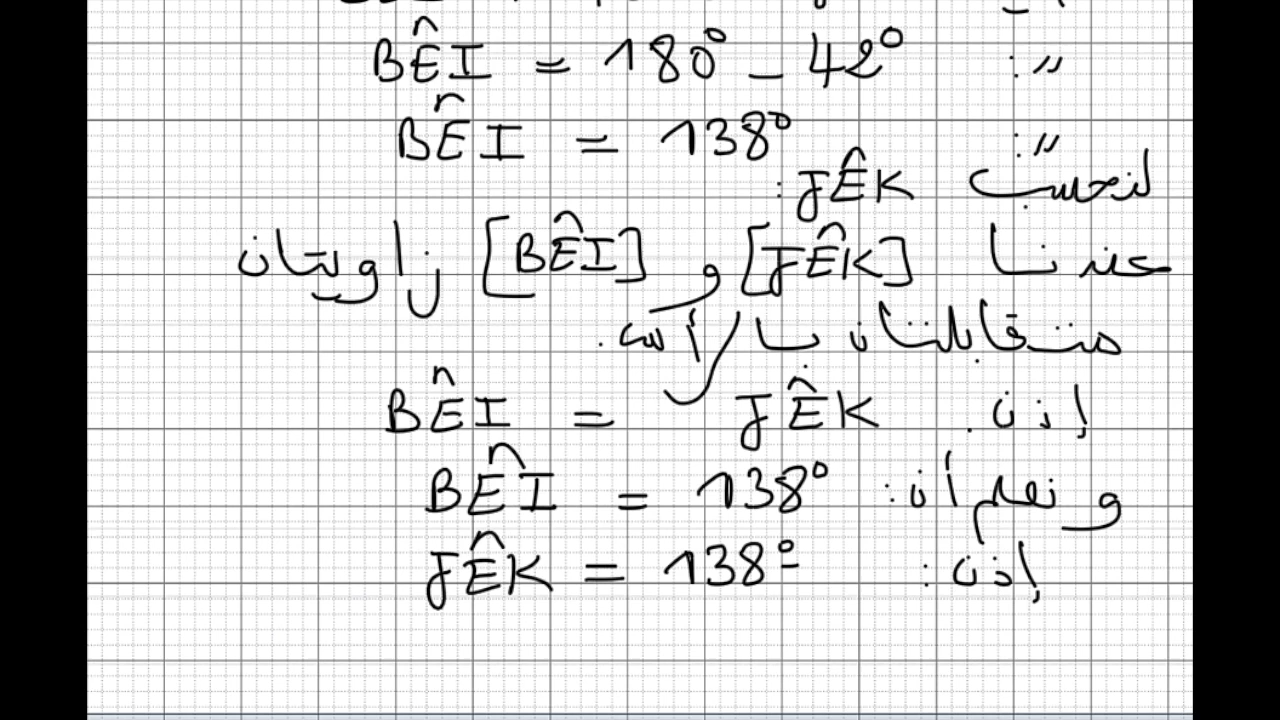 〃: BÊI = 180° - 42°
〃: BÊI = 138°
لنحسب JÊK:
عندنا [JÊK] و [BÊI] زاويتان
متقابلتان بالرأس.
إذن: JÊK = BÊI
و نعلم أن: BÊI = 138°
إذن: JÊK = 138°